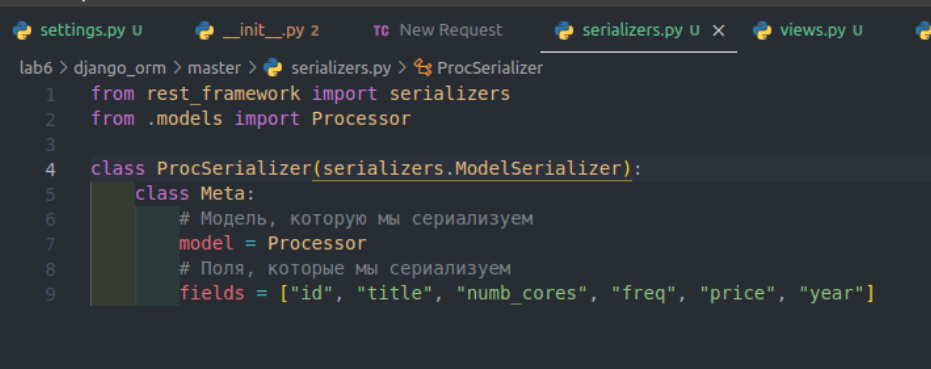 settings.py U __init__.py 2 TC New Request serializers.py U × views.py U
lab6 > django_orm > master > serializers.py > ProcSerializer
1 from rest_framework import serializers
2 from .models import Processor
3
4 class ProcSerializer(serializers.ModelSerializer):
5 class Meta:
6 # Модель, которую мы сериализуем
7 model = Processor
8 # Поля, которые мы сериализуем
9 fields = ["id", "title", "numb_cores", "freq", "price", "year"]